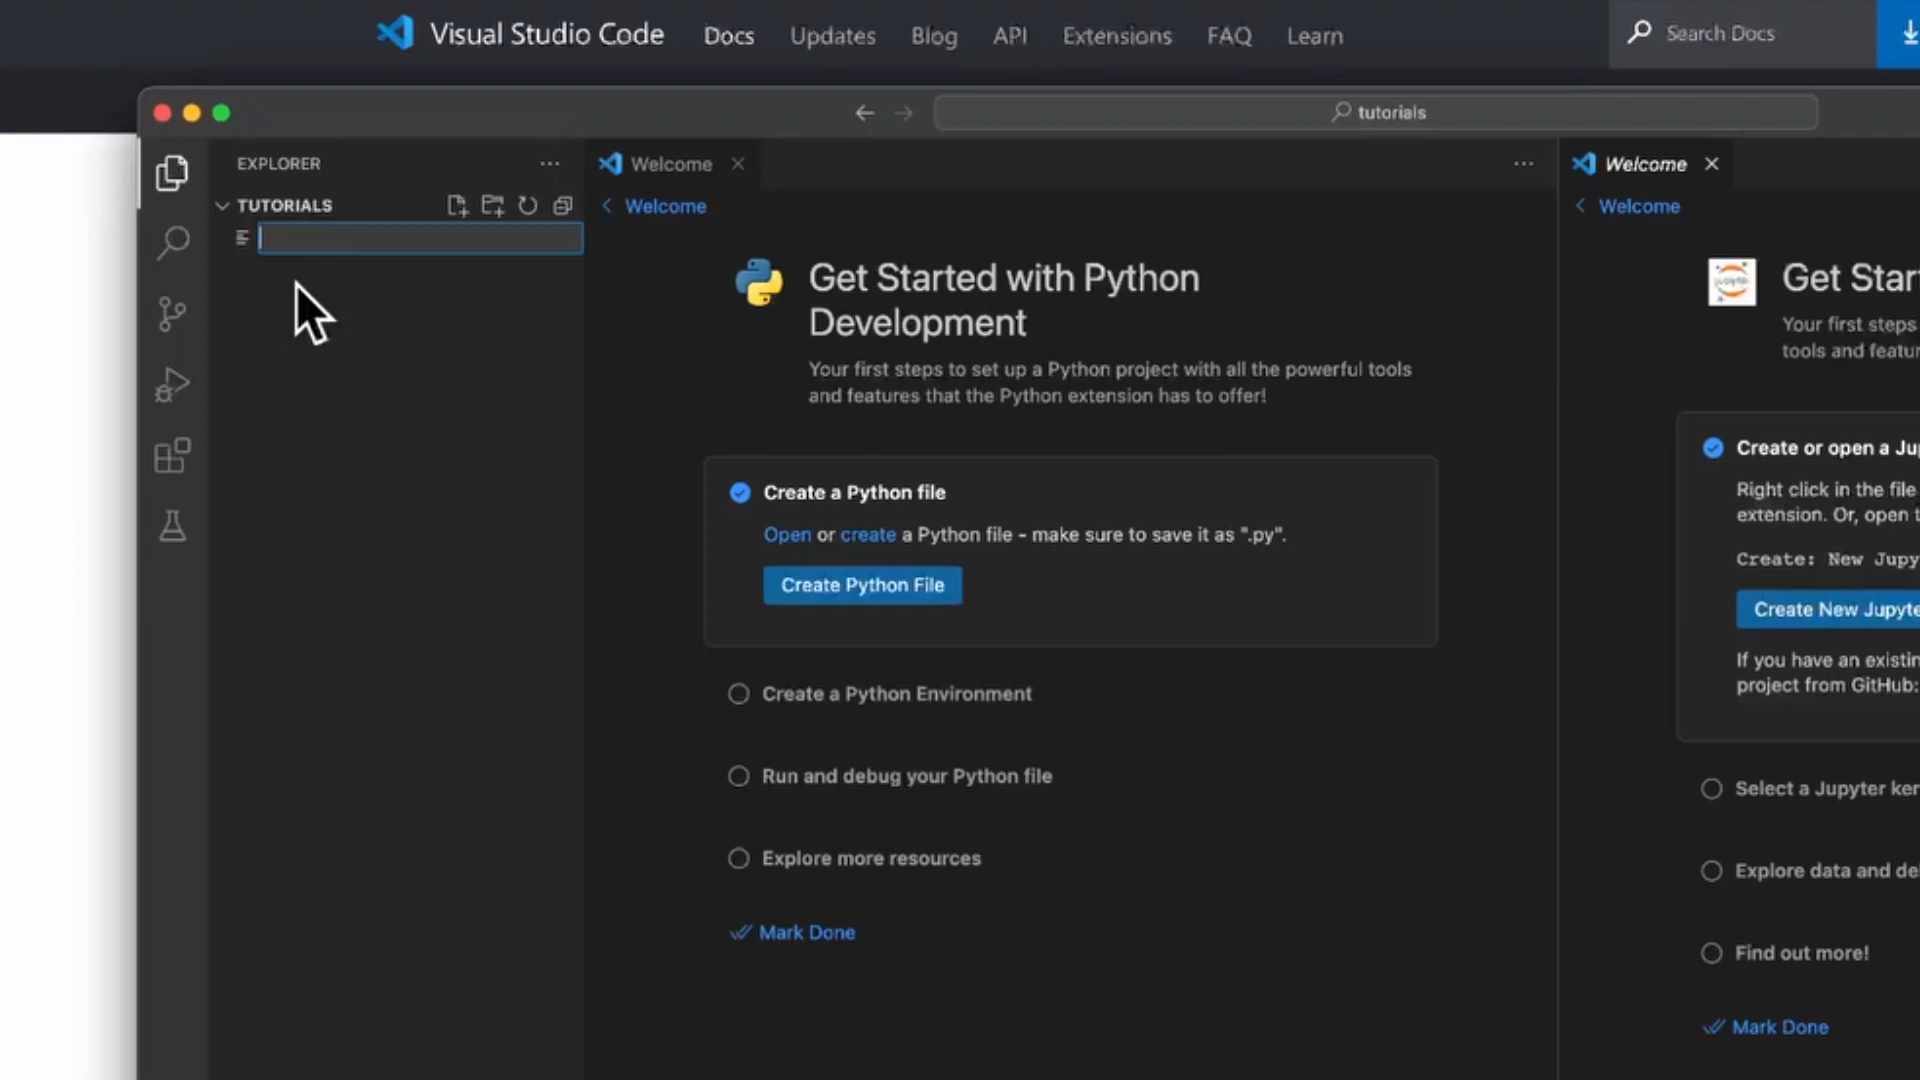 Visual Studio Code Docs Updates Blog API Extensions FAQ Learn Search Docs
tutorials
EXPLORER
TUTORIALS
Welcome
Welcome
Get Started with Python
Development
Your first steps to set up a Python project with all the powerful tools
and features that the Python extension has to offer!
Create a Python file
Open or create a Python file - make sure to save it as ".py".
Create Python File
Create a Python Environment
Run and debug your Python file
Explore more resources
Mark Done
Welcome
Welcome
Get Start
Your first steps
tools and featur
Create or open a Jup
Right click in the file
extension. Or, open t
Create: New Jupy
Create New Jupyte
If you have an existin
project from GitHub:
Select a Jupyter ker
Explore data and de
Find out more!
Mark Done